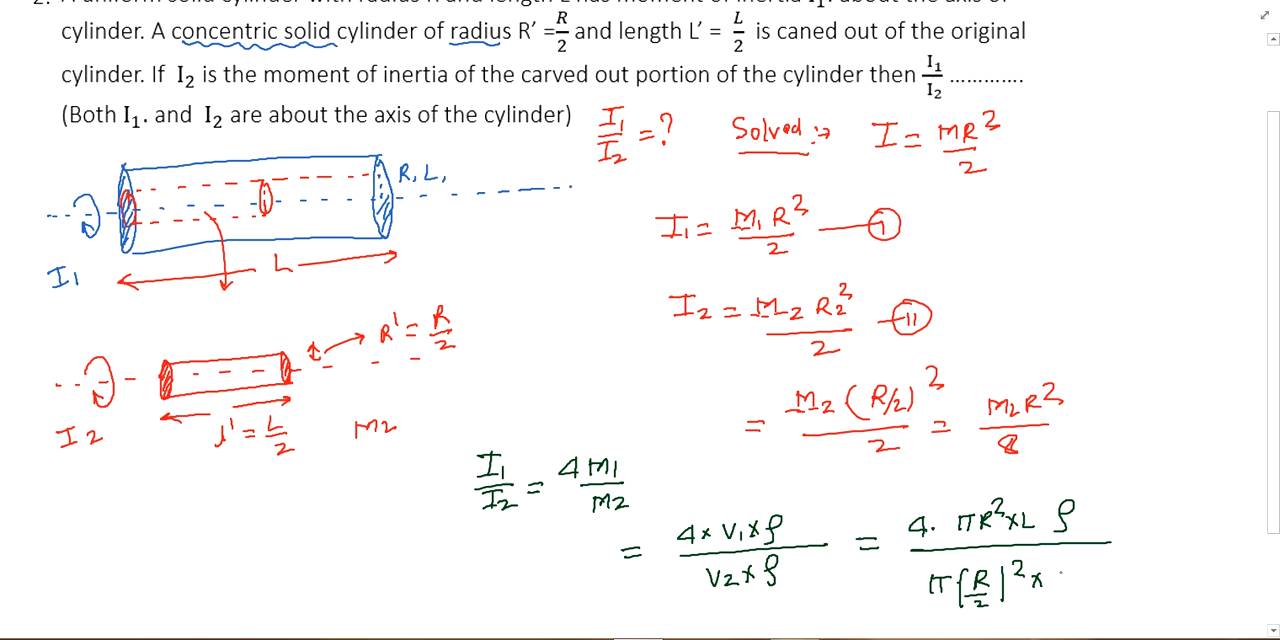 cylinder. A concentric solid cylinder of radius R′ =R/2 and length L′ = L/2 is caned out of the original
cylinder. If I₂ is the moment of inertia of the carved out portion of the cylinder then I₁/I₂ .............
(Both I₁. and I₂ are about the axis of the cylinder)
I₁/I₂ = ?
Solved :→
I = MR²/2
R, L,
I₁ = M₁R²/2 — I
L
I₁
I₂ = M₂R₂²/2 — II
R' = R/2
= M₂(R/2)²/2 = M₂R²/8
I₂
l' = L/2
M₂
I₁/I₂ = 4M₁/M₂
= 4×V₁×ρ/V₂×ρ = 4. πR²×L ρ/π[R/2]²×